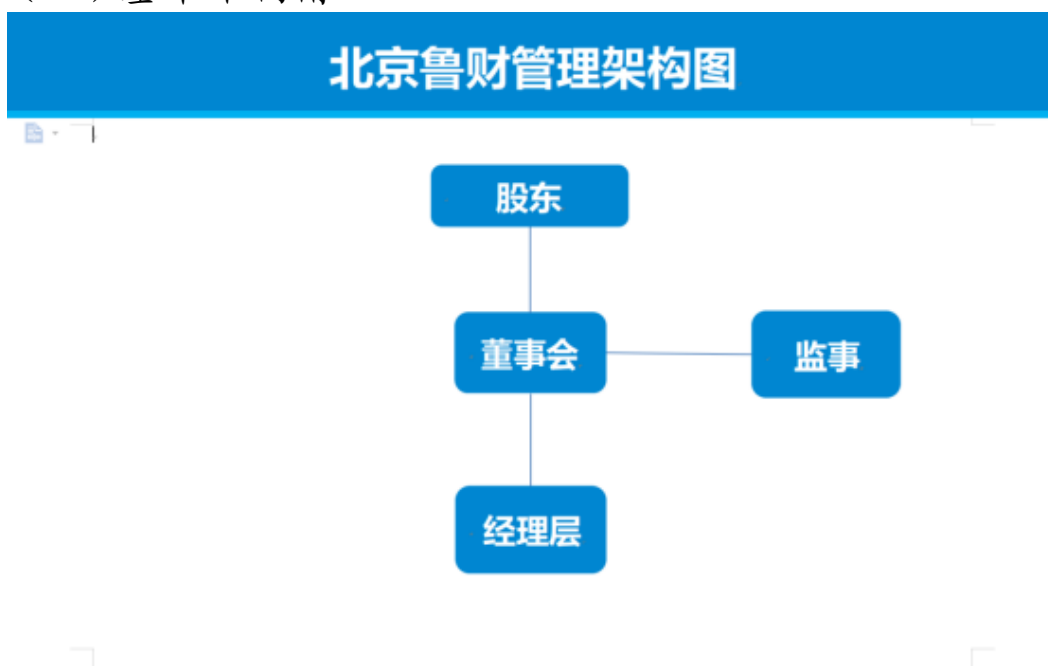 北京鲁财管理架构图
股东
董事会
监事
经理层